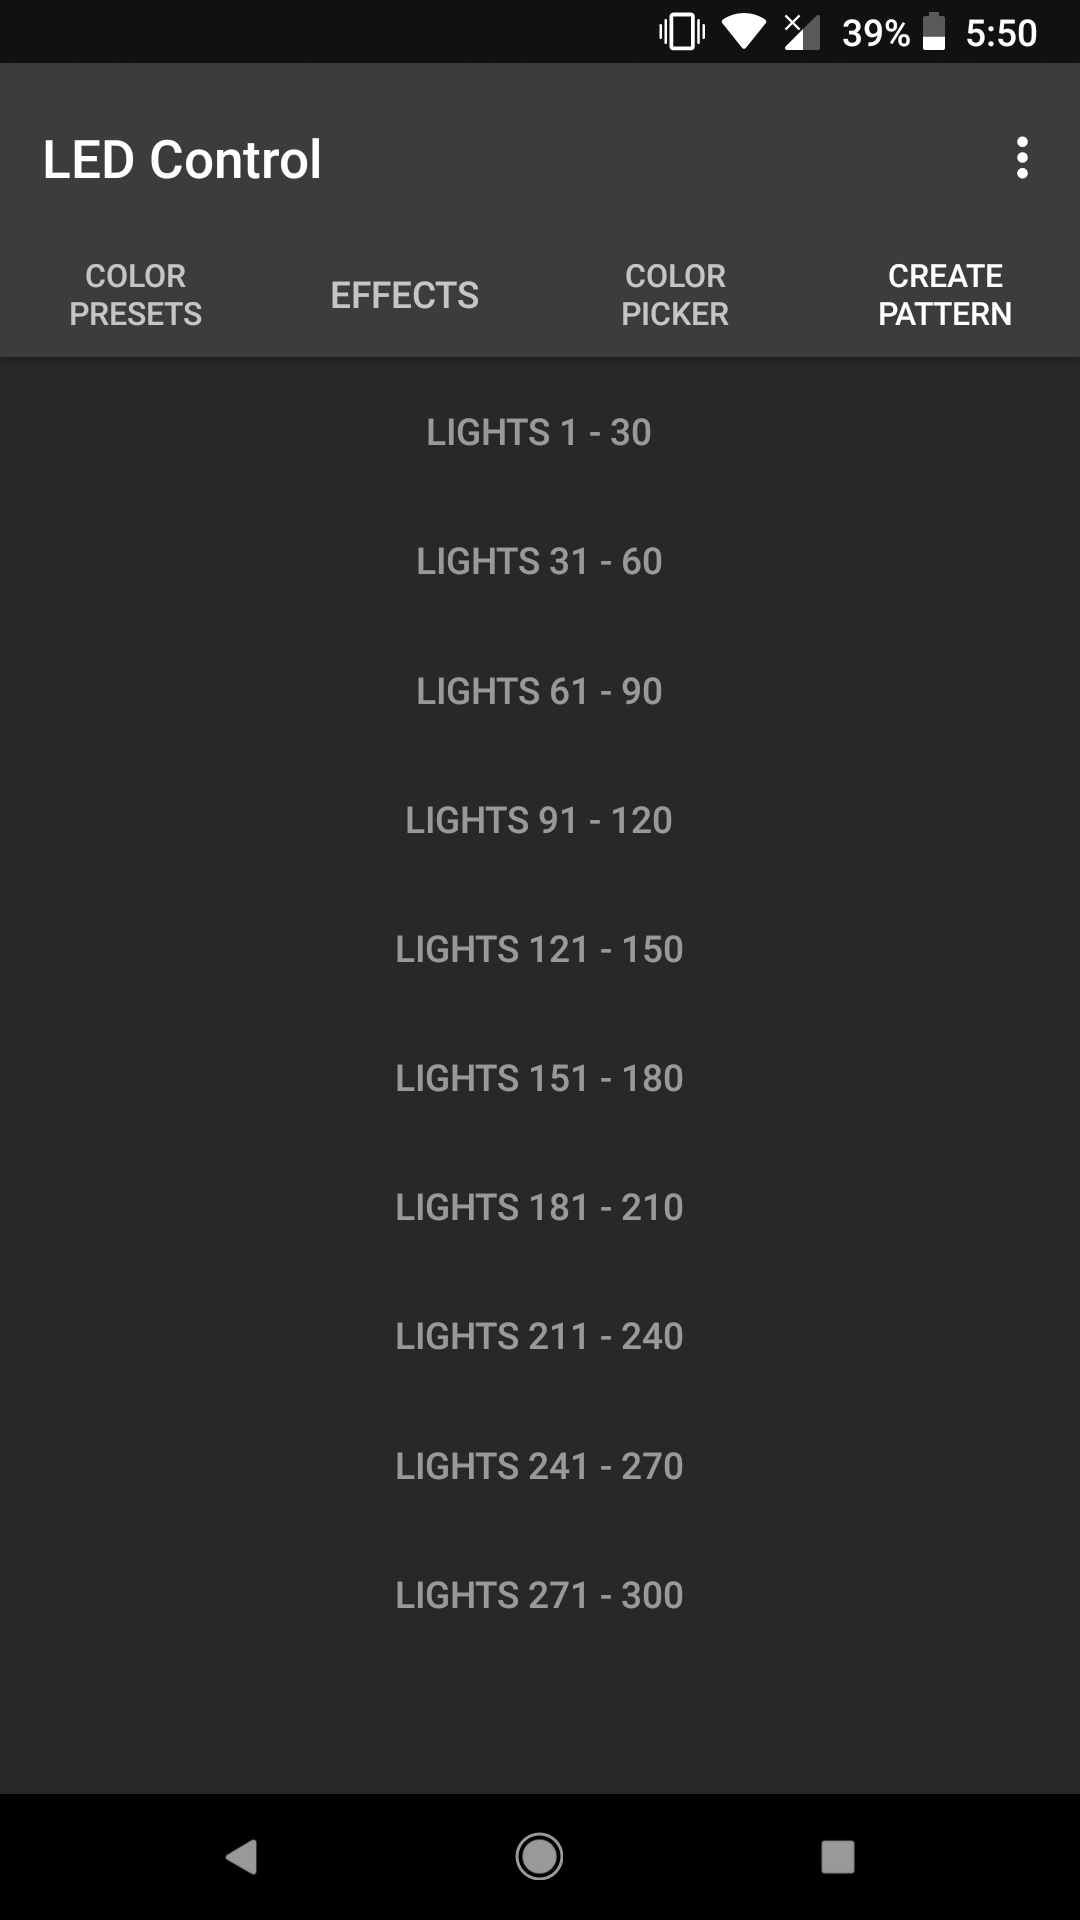 39% 5:50
LED Control
COLOR PRESETS
EFFECTS
COLOR PICKER
CREATE PATTERN
LIGHTS 1 - 30
LIGHTS 31 - 60
LIGHTS 61 - 90
LIGHTS 91 - 120
LIGHTS 121 - 150
LIGHTS 151 - 180
LIGHTS 181 - 210
LIGHTS 211 - 240
LIGHTS 241 - 270
LIGHTS 271 - 300